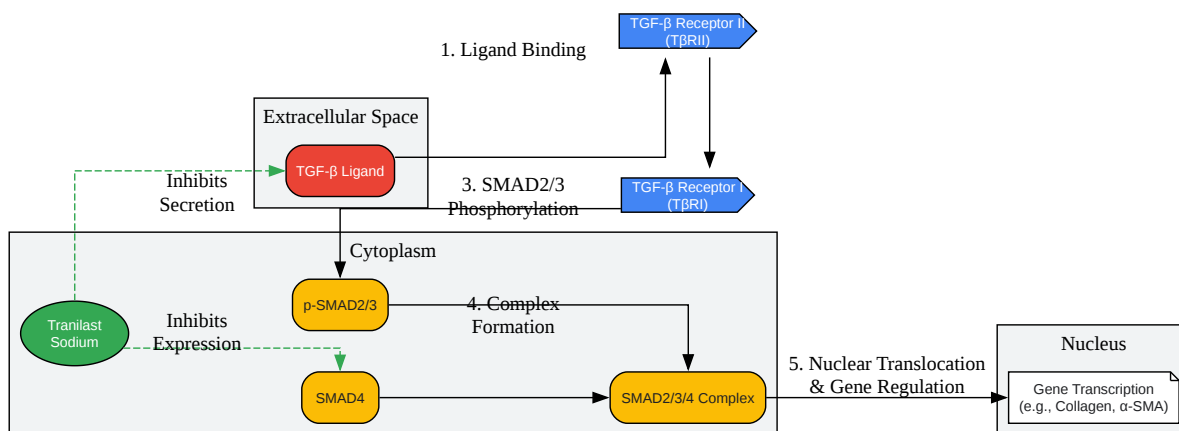 TGF-β Receptor II
(TβRII)
1. Ligand Binding
Extracellular Space
TGF-β Ligand
Inhibits
Secretion
3. SMAD2/3
Phosphorylation
TGF-β Receptor I
(TβRI)
Cytoplasm
p-SMAD2/3
4. Complex
Formation
Tranilast
Sodium
Inhibits
Expression
SMAD4
SMAD2/3/4 Complex
5. Nuclear Translocation
& Gene Regulation
Nucleus
Gene Transcription
(e.g., Collagen, α-SMA)